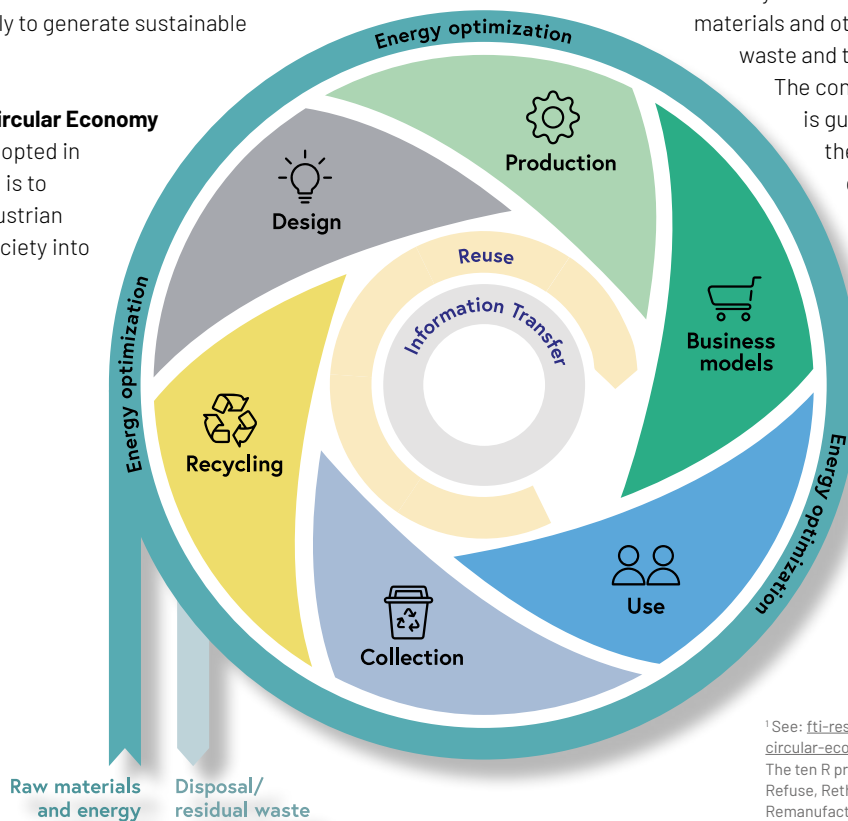 ly to generate sustainable
ircular Economy
opted in
is to
ustrian
ciety into
materials and ot
waste and t
The con
is gu
the
Energy optimization
Production
Design
Reuse
Information Transfer
Business
models
Energy optimization
Recycling
Energy optimization
Use
Collection
Raw materials
and energy
Disposal/
residual waste
¹ See: fti-res
circular-eco
The ten R pr
Refuse, Reth
Remanufact